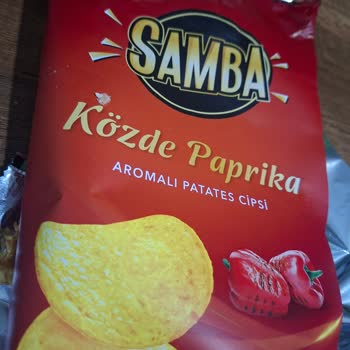 SAMBA
Közde Paprika
AROMALI PATATES CİPSİ